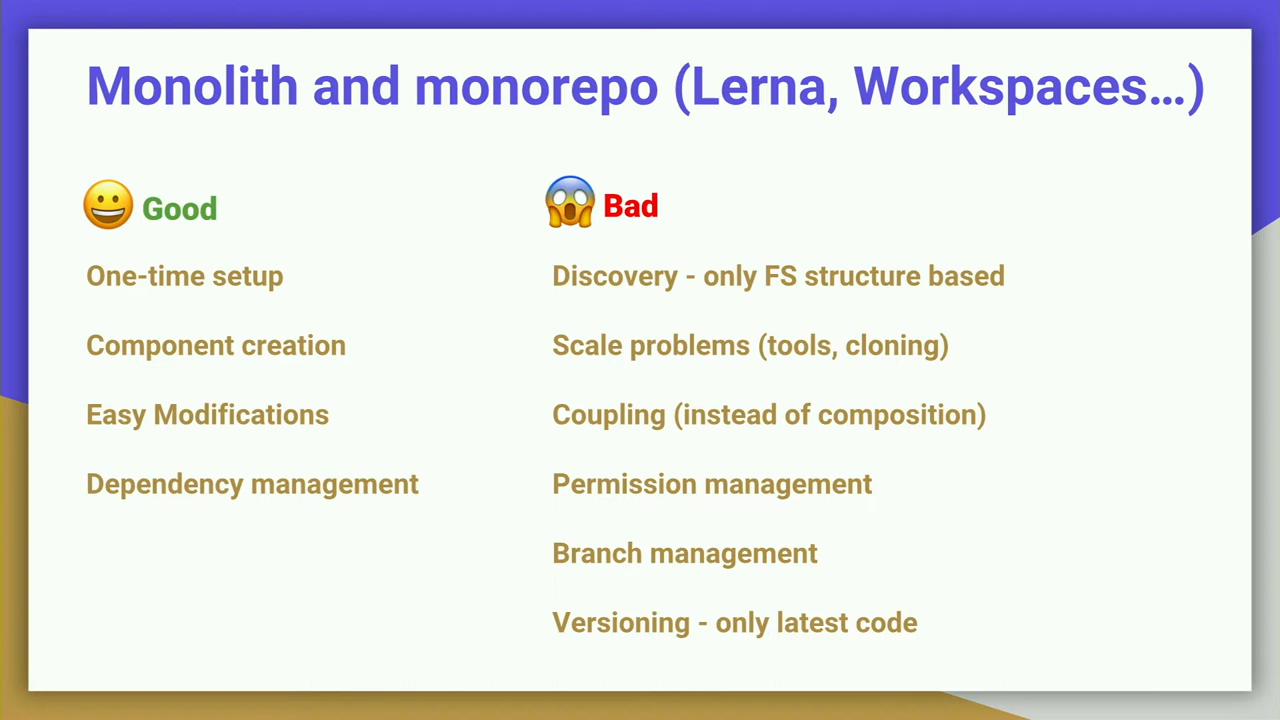 Monolith and monorepo (Lerna, Workspaces...)
Good
One-time setup
Component creation
Easy Modifications
Dependency management
Bad
Discovery - only FS structure based
Scale problems (tools, cloning)
Coupling (instead of composition)
Permission management
Branch management
Versioning - only latest code